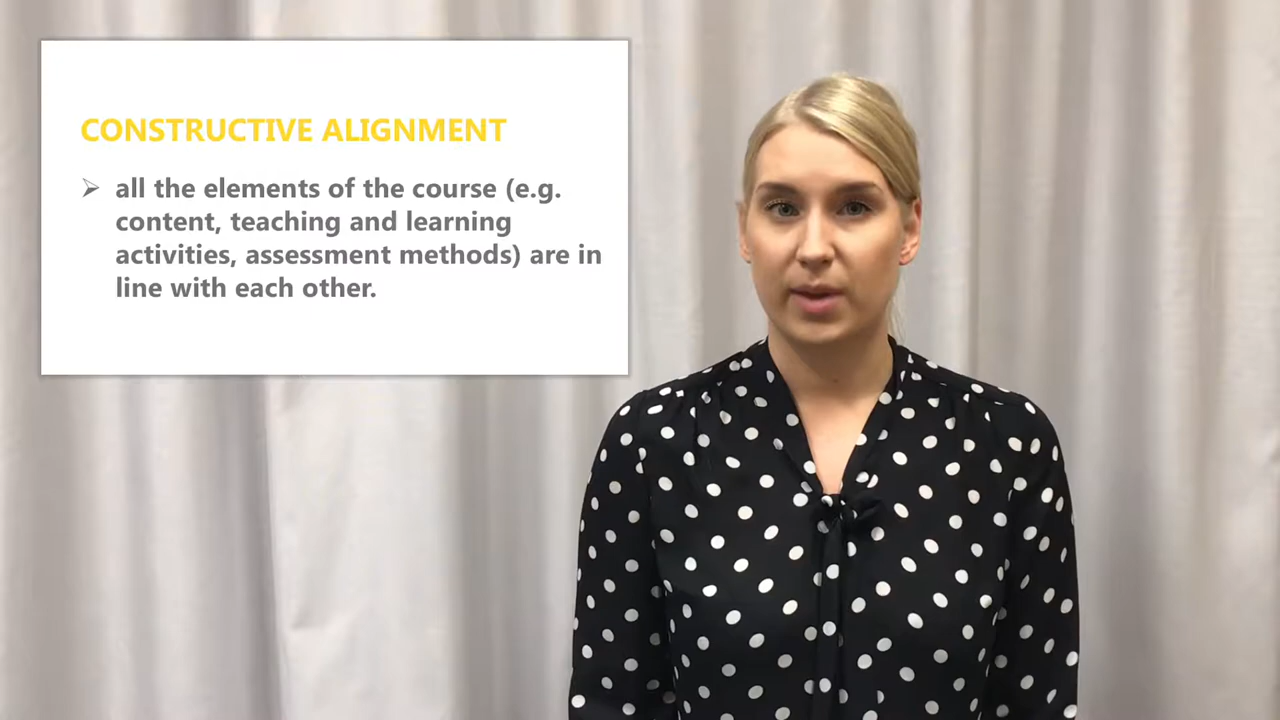 CONSTRUCTIVE ALIGNMENT
➢ all the elements of the course (e.g.
content, teaching and learning
activities, assessment methods) are in
line with each other.